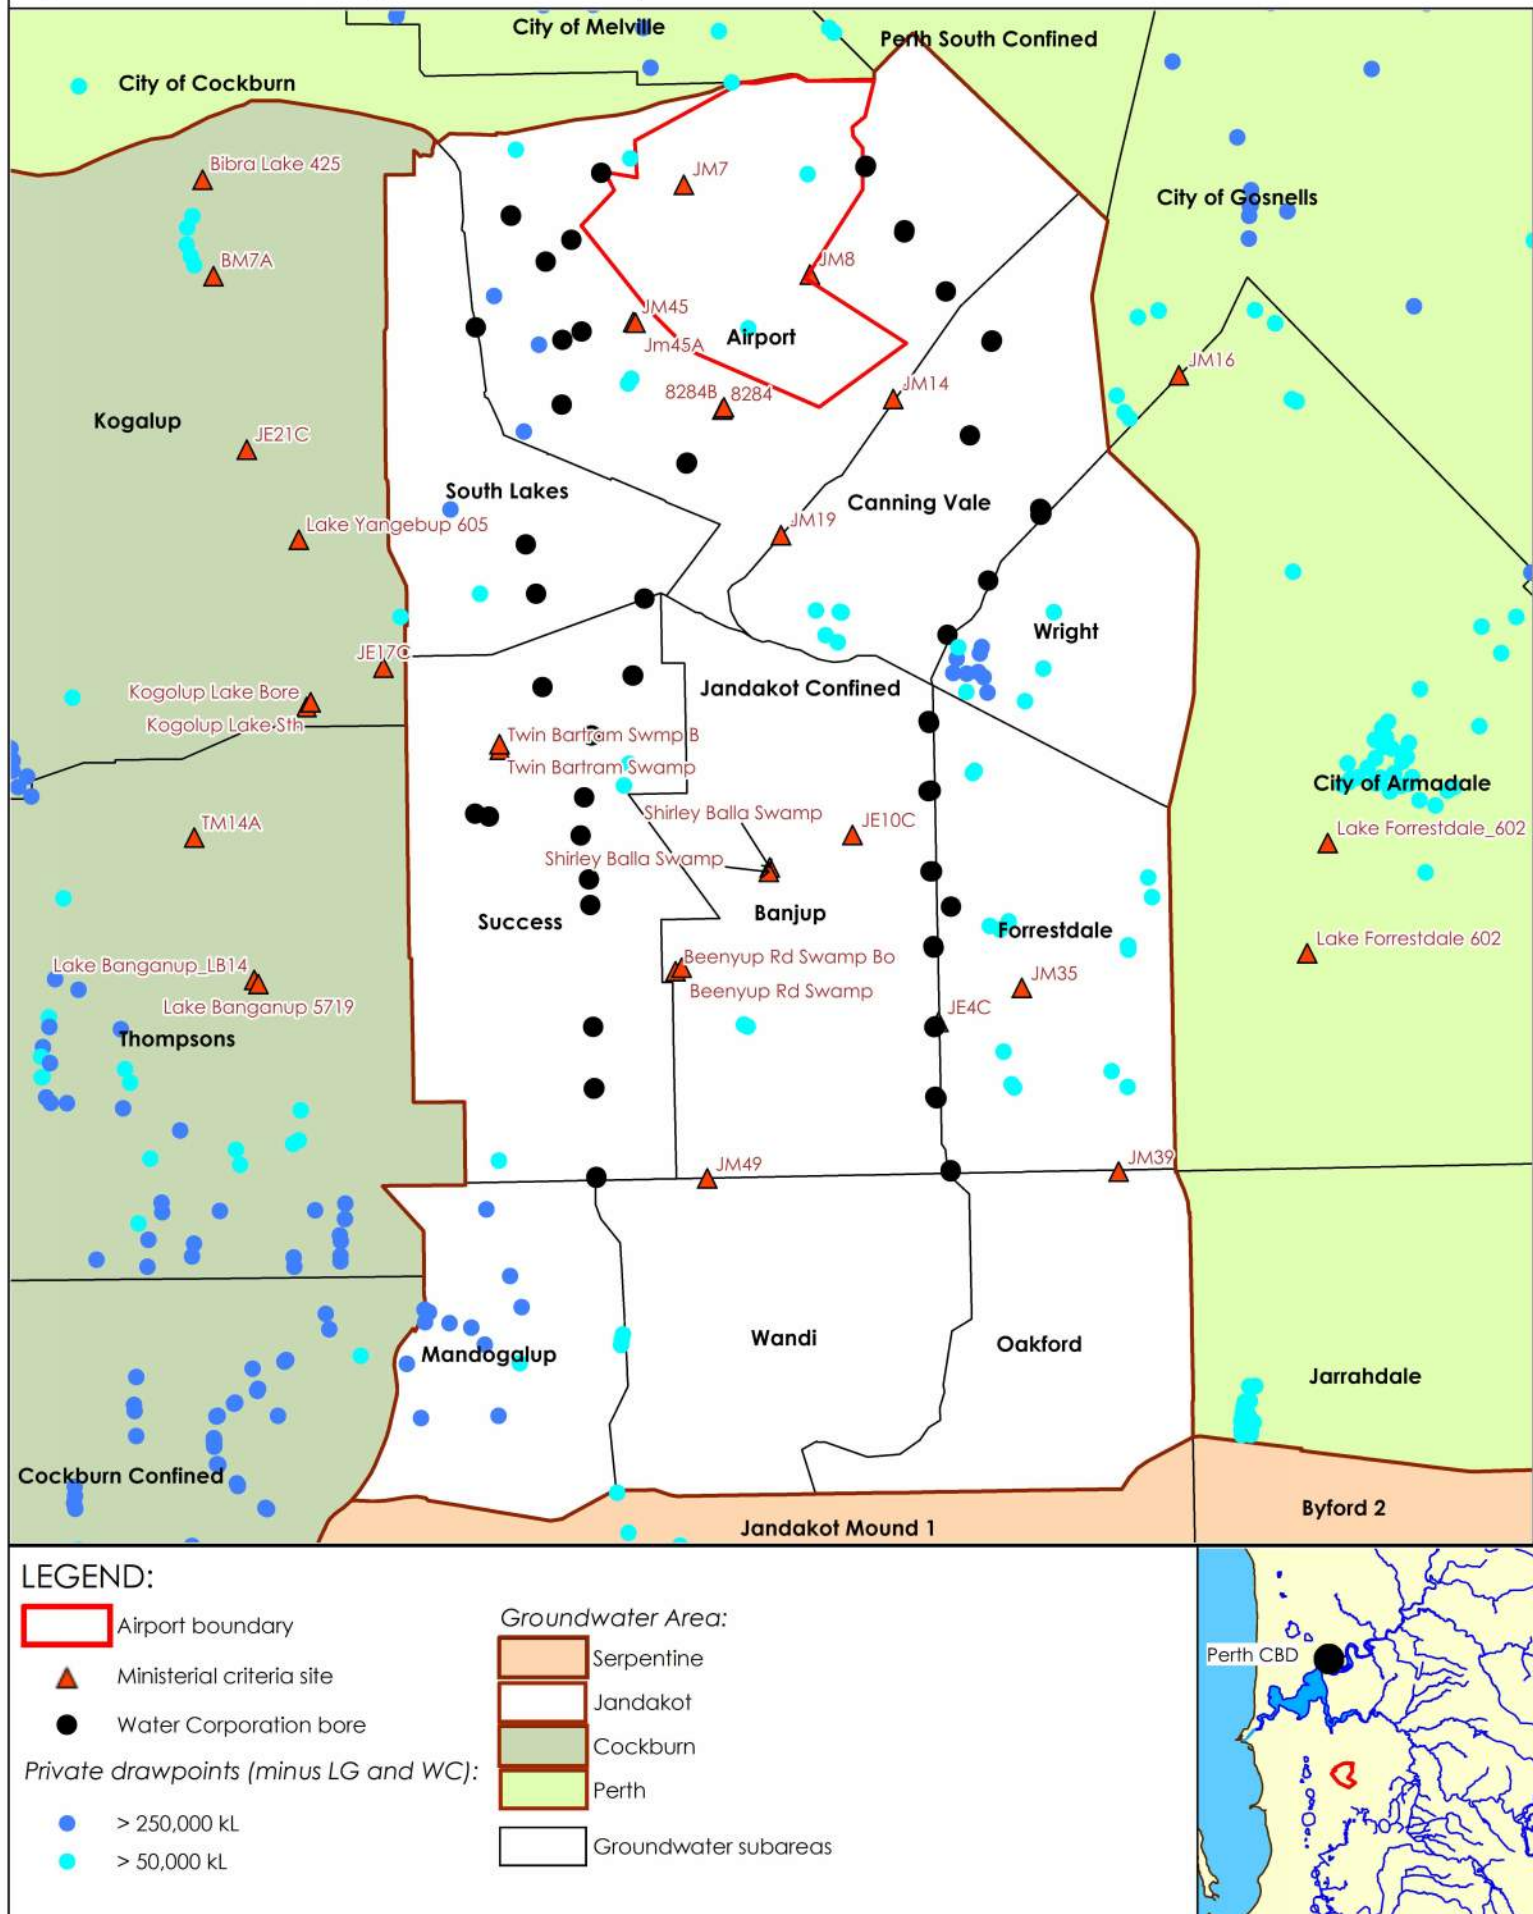 City of Melville
Perth South Confined
City of Cockburn
Bibra Lake 425
JM7
City of Gosnells
BM7A
JM8
JM45
Airport
Jm45A
JM16
8284B
8284
JM14
Kogalup
JE21C
South Lakes
Canning Vale
Lake Yangebup 605
JM19
Wright
JE17C
Kogolup Lake Bore
Jandakot Confined
Kogolup Lake Sth
Twin Bartram Swmp B
Twin Bartram Swamp
City of Armadale
TM14A
Shirley Balla Swamp
JE10C
Lake Forrestdale_602
Shirley Balla Swamp
Success
Banjup
Forrestdale
Lake Forrestdale 602
Lake Banganup_LB14
Beenyup Rd Swamp Bo
JM35
Lake Banganup 5719
Beenyup Rd Swamp
JE4C
Thompsons
JM49
JM39
Mandogalup
Wandi
Oakford
Jarrahdale
Cockburn Confined
Jandakot Mound 1
Byford 2
LEGEND:
Airport boundary
Ministerial criteria site
Water Corporation bore
Private drawpoints (minus LG and WC):
> 250,000 kL
> 50,000 kL
Groundwater Area:
Serpentine
Jandakot
Cockburn
Perth
Groundwater subareas
Perth CBD